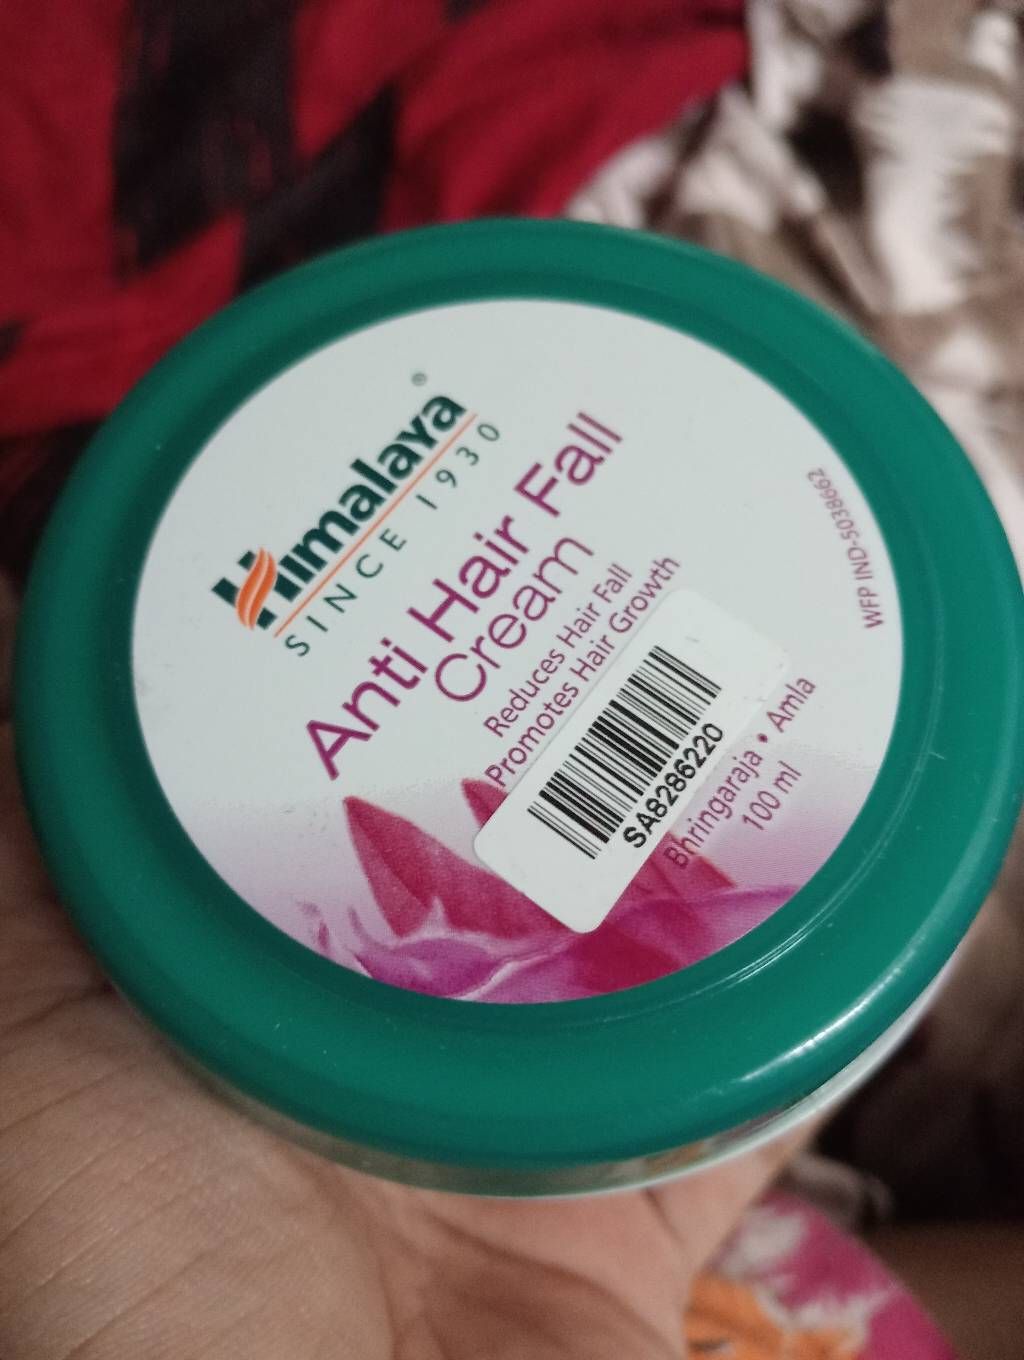 Himalaya®
SINCE 1930
Anti Hair Fall
Cream
Reduces Hair Fall
Promotes Hair Growth
SA8286220
Bhringaraja • Amla
100 ml
WFP IND-5038662